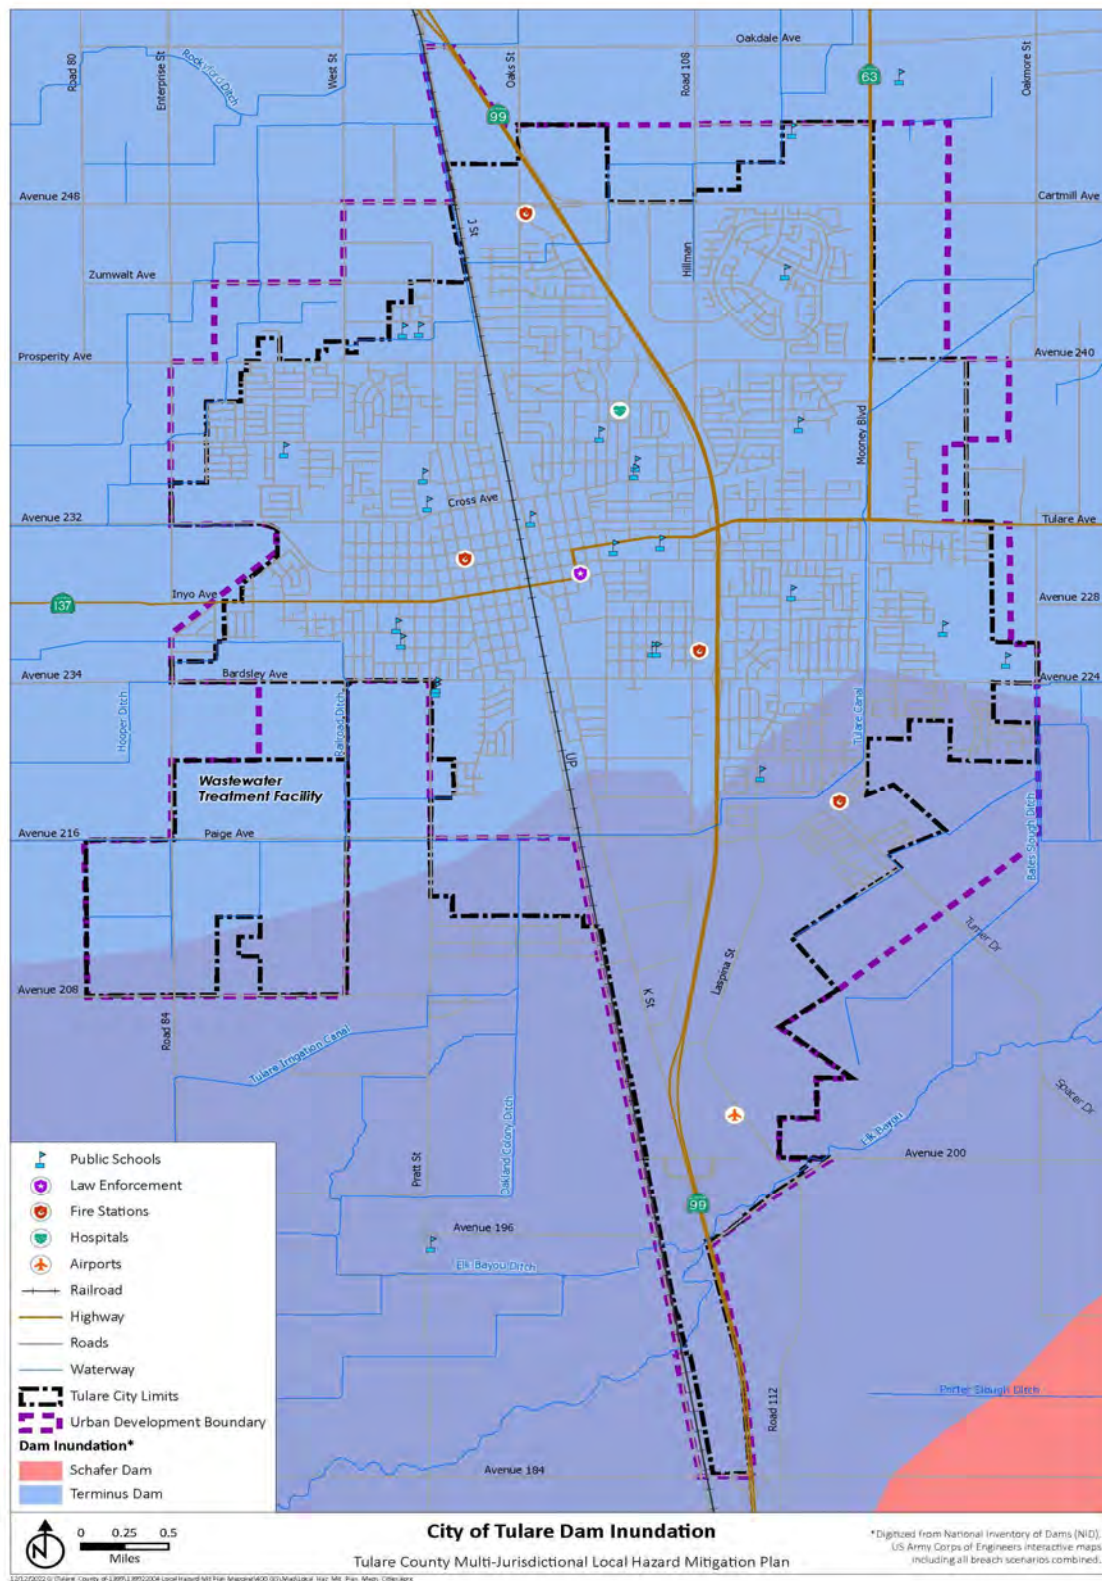 Oakdale Ave
Road 80
Enterprise St
Rockyford Ditch
West St
Oaks St
Road 108
63
Oakmore St
99
Avenue 248
Cartmill Ave
J St
Hillman
Zumwalt Ave
Prosperity Ave
Avenue 240
Mooney Blvd
Cross Ave
Avenue 232
Tulare Ave
137
Inyo Ave
Avenue 228
Avenue 234
Bardsley Ave
Avenue 224
Hooper Ditch
Railroad Ditch
Tulare Canal
UP
Wastewater
Treatment Facility
Avenue 216
Paige Ave
Bates Slough Ditch
Turner Dr
Laspina St
Avenue 208
K St
Road 84
Tulare Irrigation Canal
Spacer Dr
Elk Bayou
Oakland Colony Ditch
Avenue 200
Pratt St
99
Avenue 196
Elk Bayou Ditch
Porter Slough Ditch
Road 112
Avenue 184
Public Schools
Law Enforcement
Fire Stations
Hospitals
Airports
Railroad
Highway
Roads
Waterway
Tulare City Limits
Urban Development Boundary
Dam Inundation*
Schafer Dam
Terminus Dam
N
0 0.25 0.5
Miles
City of Tulare Dam Inundation
Tulare County Multi-Jurisdictional Local Hazard Mitigation Plan
*Digitized from National Inventory of Dams (NID),
US Army Corps of Engineers interactive maps
including all breach scenarios combined.